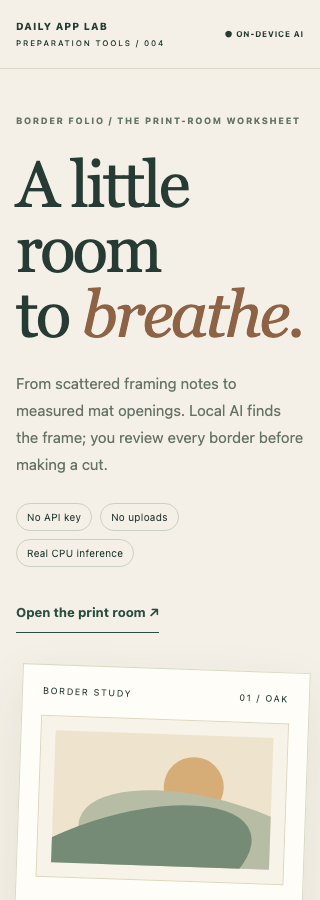 DAILY APP LAB
PREPARATION TOOLS / 004
ON-DEVICE AI
BORDER FOLIO / THE PRINT-ROOM WORKSHEET
A little
room
to breathe.
From scattered framing notes to
measured mat openings. Local AI finds
the frame; you review every border before
making a cut.
No API key
No uploads
Real CPU inference
Open the print room ↗
BORDER STUDY
01 / OAK